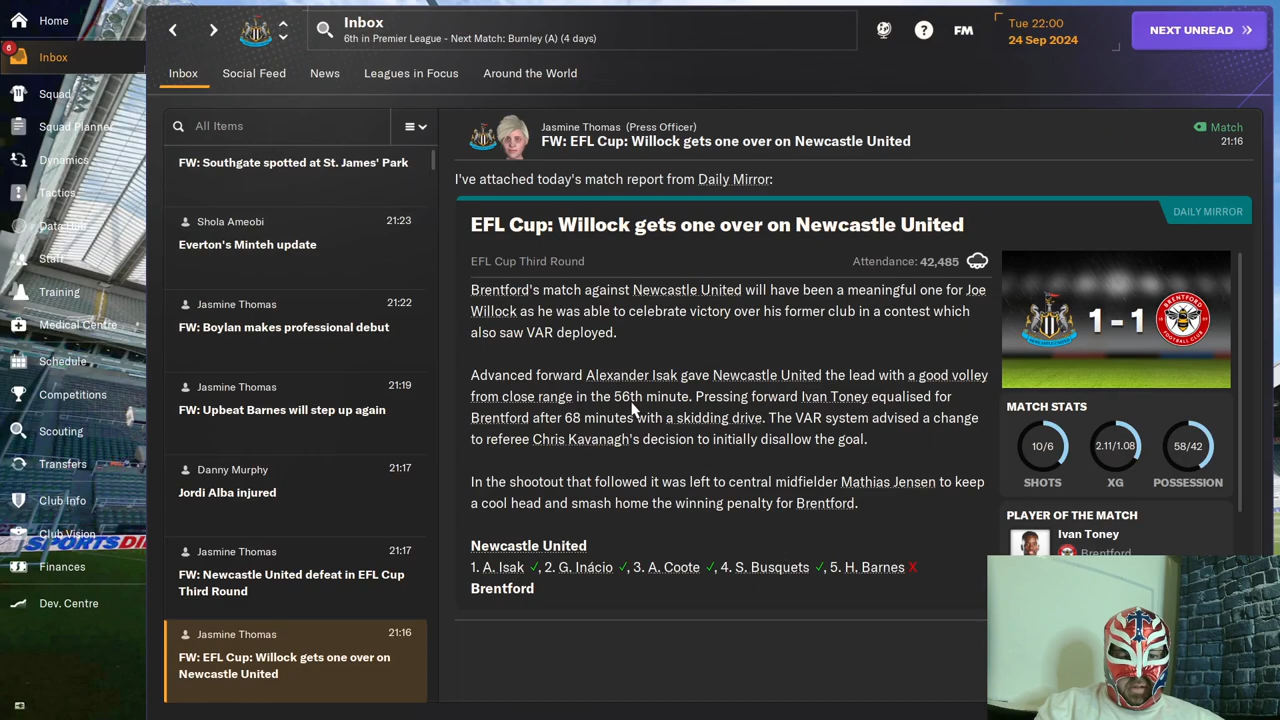 Home
Inbox
6th in Premier League - Next Match: Burnley (A) (4 days)
Tue 22:00
24 Sep 2024
NEXT UNREAD
FM
?
6
Inbox
Squad
Squad Planner
Dynamics
Tactics
Data Hub
Staff
Training
Medical Centre
Schedule
Competitions
Scouting
Transfers
Club Info
Club Vision
Finances
Dev. Centre
Inbox
Social Feed
News
Leagues in Focus
Around the World
All Items
FW: Southgate spotted at St. James' Park
Shola Ameobi 21:23
Everton's Minteh update
Jasmine Thomas 21:22
FW: Boylan makes professional debut
Jasmine Thomas 21:19
FW: Upbeat Barnes will step up again
Danny Murphy 21:17
Jordi Alba injured
Jasmine Thomas 21:17
FW: Newcastle United defeat in EFL Cup
Third Round
Jasmine Thomas 21:16
FW: EFL Cup: Willock gets one over on
Newcastle United
Jasmine Thomas (Press Officer)
FW: EFL Cup: Willock gets one over on Newcastle United
Match
21:16
I've attached today's match report from Daily Mirror:
DAILY MIRROR
EFL Cup: Willock gets one over on Newcastle United
EFL Cup Third Round
Attendance: 42,485
Brentford's match against Newcastle United will have been a meaningful one for Joe
Willock as he was able to celebrate victory over his former club in a contest which
also saw VAR deployed.
Advanced forward Alexander Isak gave Newcastle United the lead with a good volley
from close range in the 56th minute. Pressing forward Ivan Toney equalised for
Brentford after 68 minutes with a skidding drive. The VAR system advised a change
to referee Chris Kavanagh's decision to initially disallow the goal.
In the shootout that followed it was left to central midfielder Mathias Jensen to keep
a cool head and smash home the winning penalty for Brentford.
Newcastle United
1. A. Isak ✓, 2. G. Inácio ✓, 3. A. Coote ✓, 4. S. Busquets ✓, 5. H. Barnes X
Brentford
1 - 1
MATCH STATS
10/6
2.11/1.08
58/42
SHOTS
XG
POSSESSION
PLAYER OF THE MATCH
Ivan Toney
Brentford
SPORTS DI